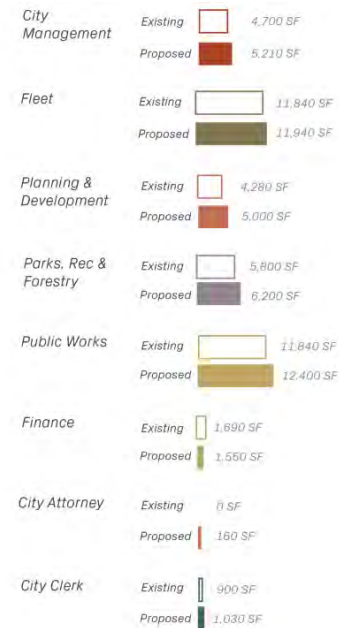 City
Management
Existing 4,700 SF
Proposed 5,210 SF
Fleet
Existing 11,840 SF
Proposed 11,940 SF
Planning &
Development
Existing 4,280 SF
Proposed 5,000 SF
Parks, Rec &
Forestry
Existing 5,800 SF
Proposed 6,200 SF
Public Works
Existing 11,840 SF
Proposed 12,400 SF
Finance
Existing 1,690 SF
Proposed 1,550 SF
City Attorney
Existing 0 SF
Proposed 160 SF
City Clerk
Existing 900 SF
Proposed 1,030 SF